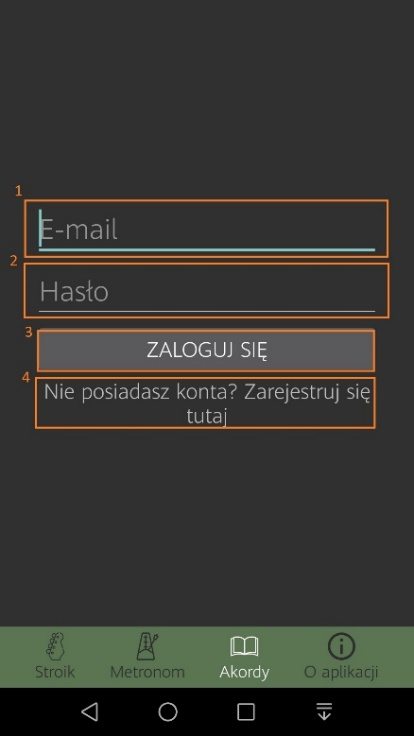 1
E-mail
2
Hasło
3
ZALOGUJ SIĘ
4
Nie posiadasz konta? Zarejestruj się
tutaj
Stroik Metronom Akordy O aplikacji